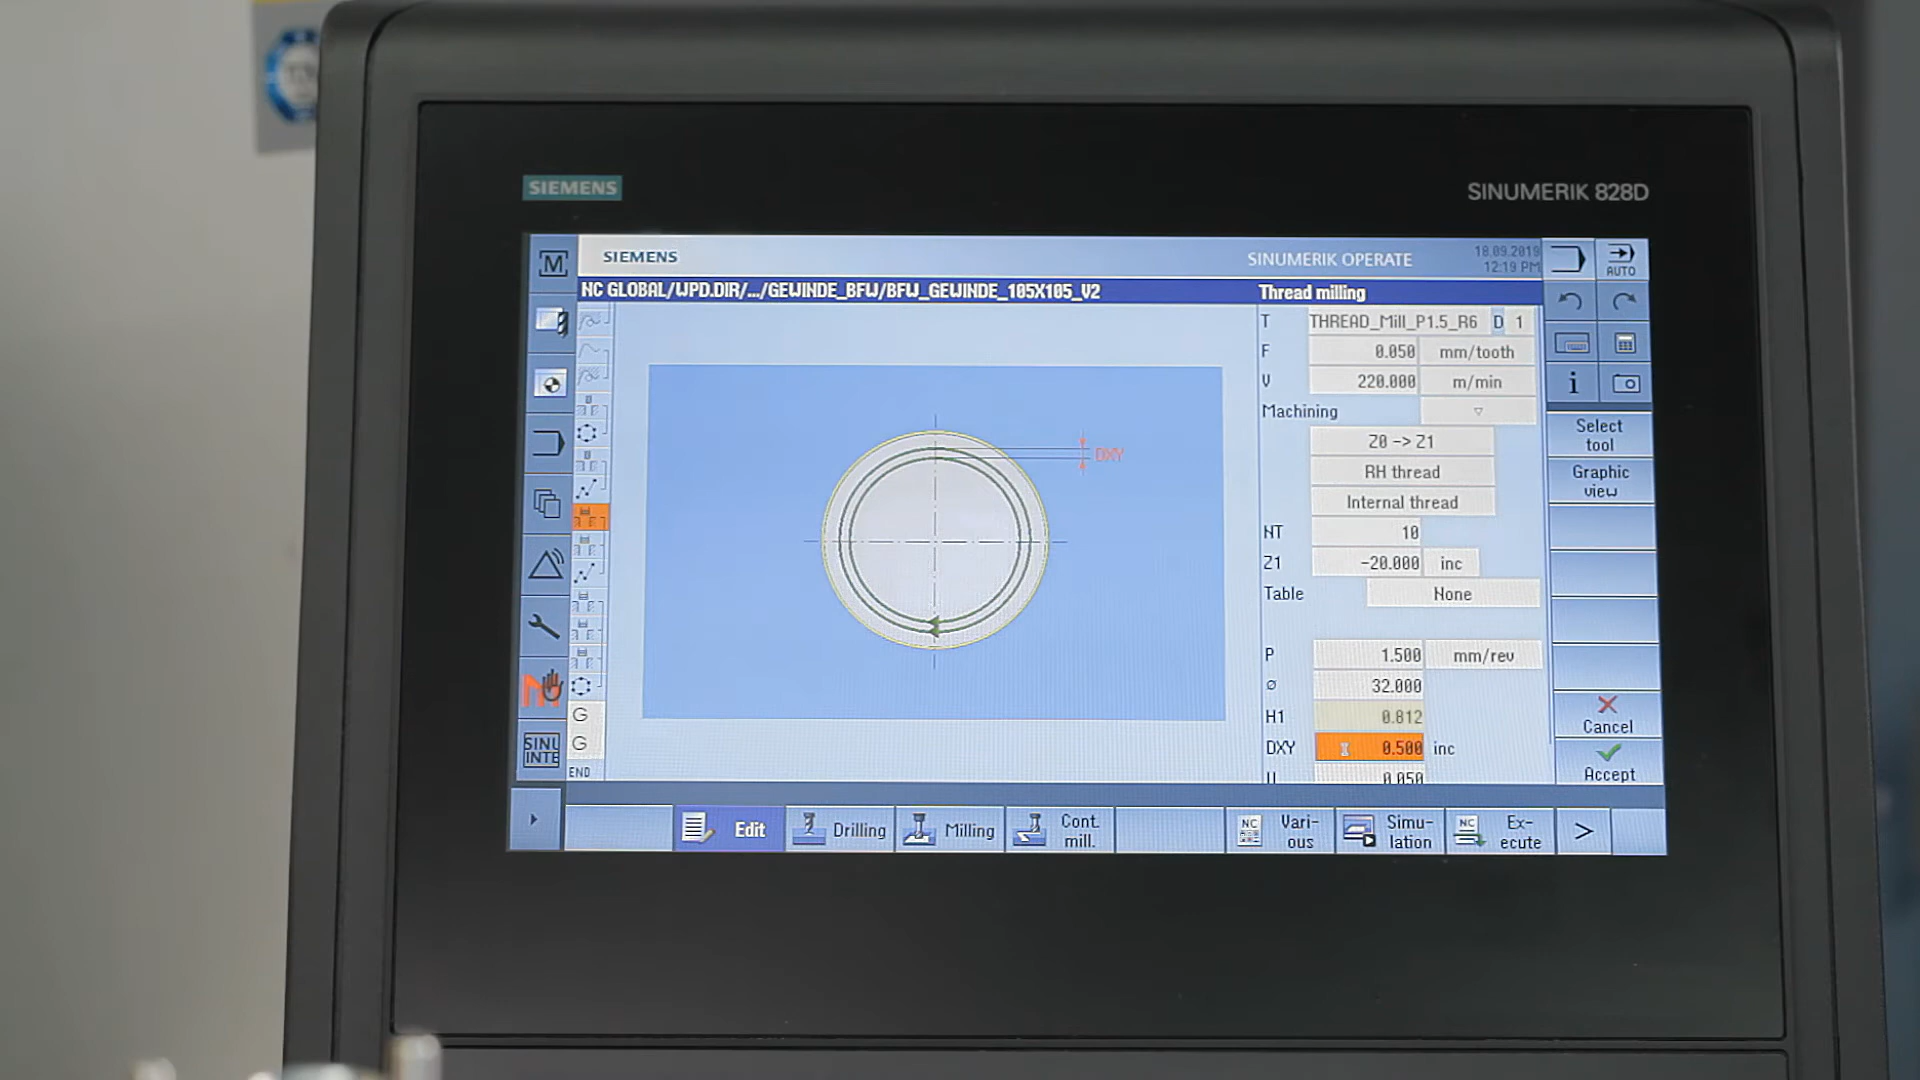 SIEMENS
SINUMERIK 828D
M
SIEMENS
SINUMERIK OPERATE
18.09.2019
12:19 PM
AUTO
NC GLOBAL/WPD.DIR/.../GEWINDE_BFW/BFW_GEWINDE_105X105_V2
Thread milling
T THREAD_Mill_P1.5_R6 D 1
F 0.050 mm/tooth
V 220.000 m/min
Machining ▽
Z0 -> Z1
RH thread
Internal thread
NT 10
Z1 -20.000 inc
Table None
P 1.500 mm/rev
ø 32.000
H1 0.812
DXY 0.500 inc
U 0.050
DXY
i
Select
tool
Graphic
view
Cancel
Accept
G
G
END
SINU
INTE
Edit
Drilling
Milling
Cont.
mill.
NC
Vari-
ous
Simu-
lation
NC
Ex-
ecute
>